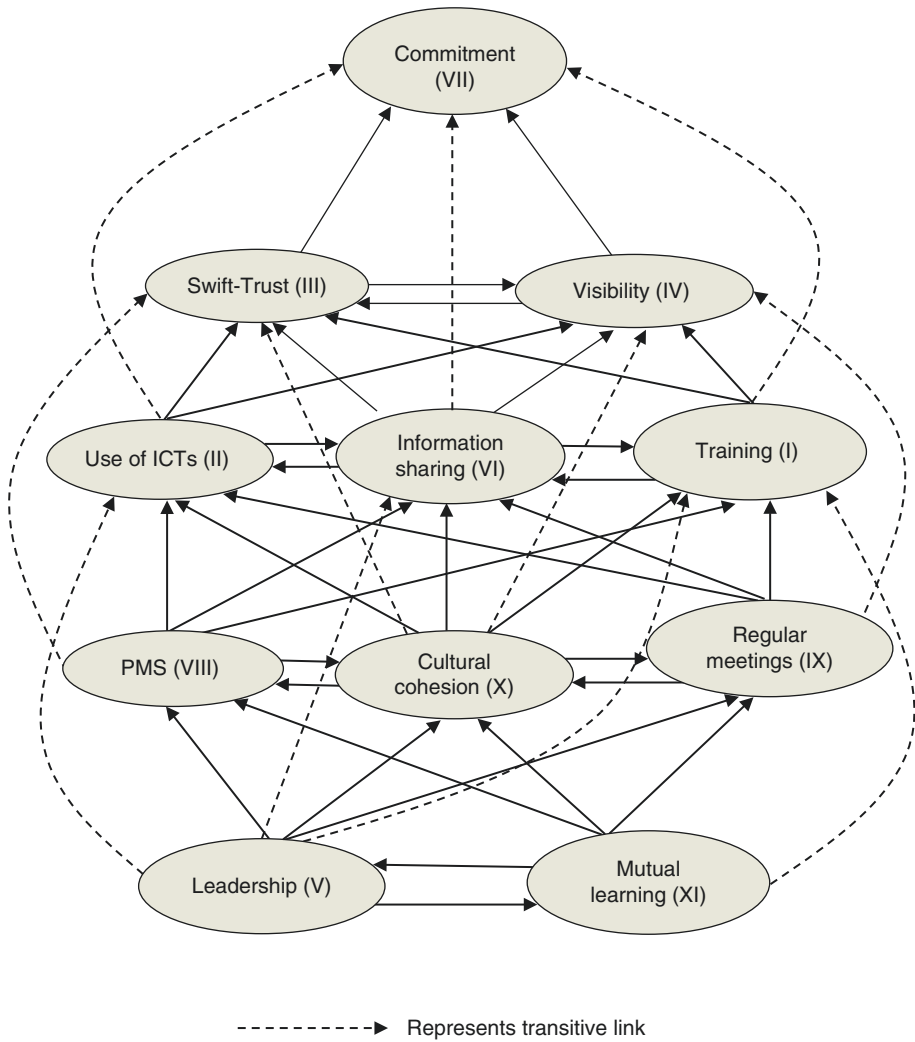 Commitment
(VII)
Swift-Trust (III)
Visibility (IV)
Use of ICTs (II)
Information
sharing (VI)
Training (I)
PMS (VIII)
Cultural
cohesion (X)
Regular
meetings (IX)
Leadership (V)
Mutual
learning (XI)
Represents transitive link